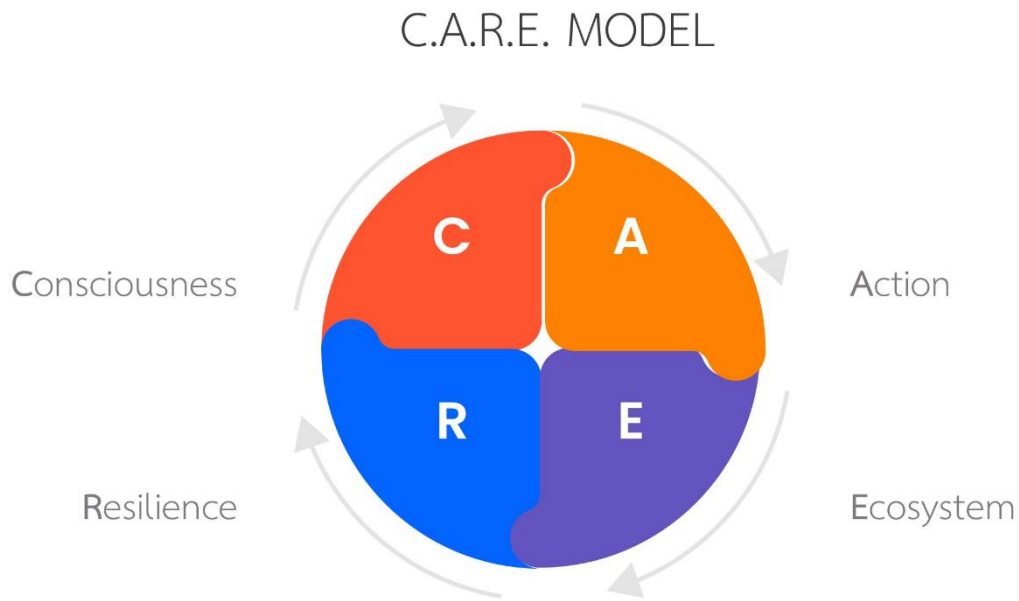 C.A.R.E. MODEL
C
A
Consciousness
Action
R
E
Resilience
Ecosystem